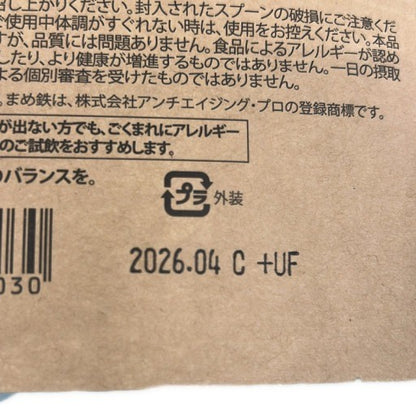 召し上がりください。封入されたスプーンの破損にご注意くだ
ご使用中体調がすぐれない時は、使用をお控えください。本品
すが、品質には問題ありません。食品によるアレルギーが認め
したり、より健康が増進するものではありません。一日の摂取
よる個別審査を受けたものではありません。
まめ鉄は、株式会社アンチエイジング・プロの登録商標です。
が出ない方でも、ごくまれにアレルギー
のご試飲をおすすめします。
のバランスを。
プラ 外装
2026.04 C +UF
030